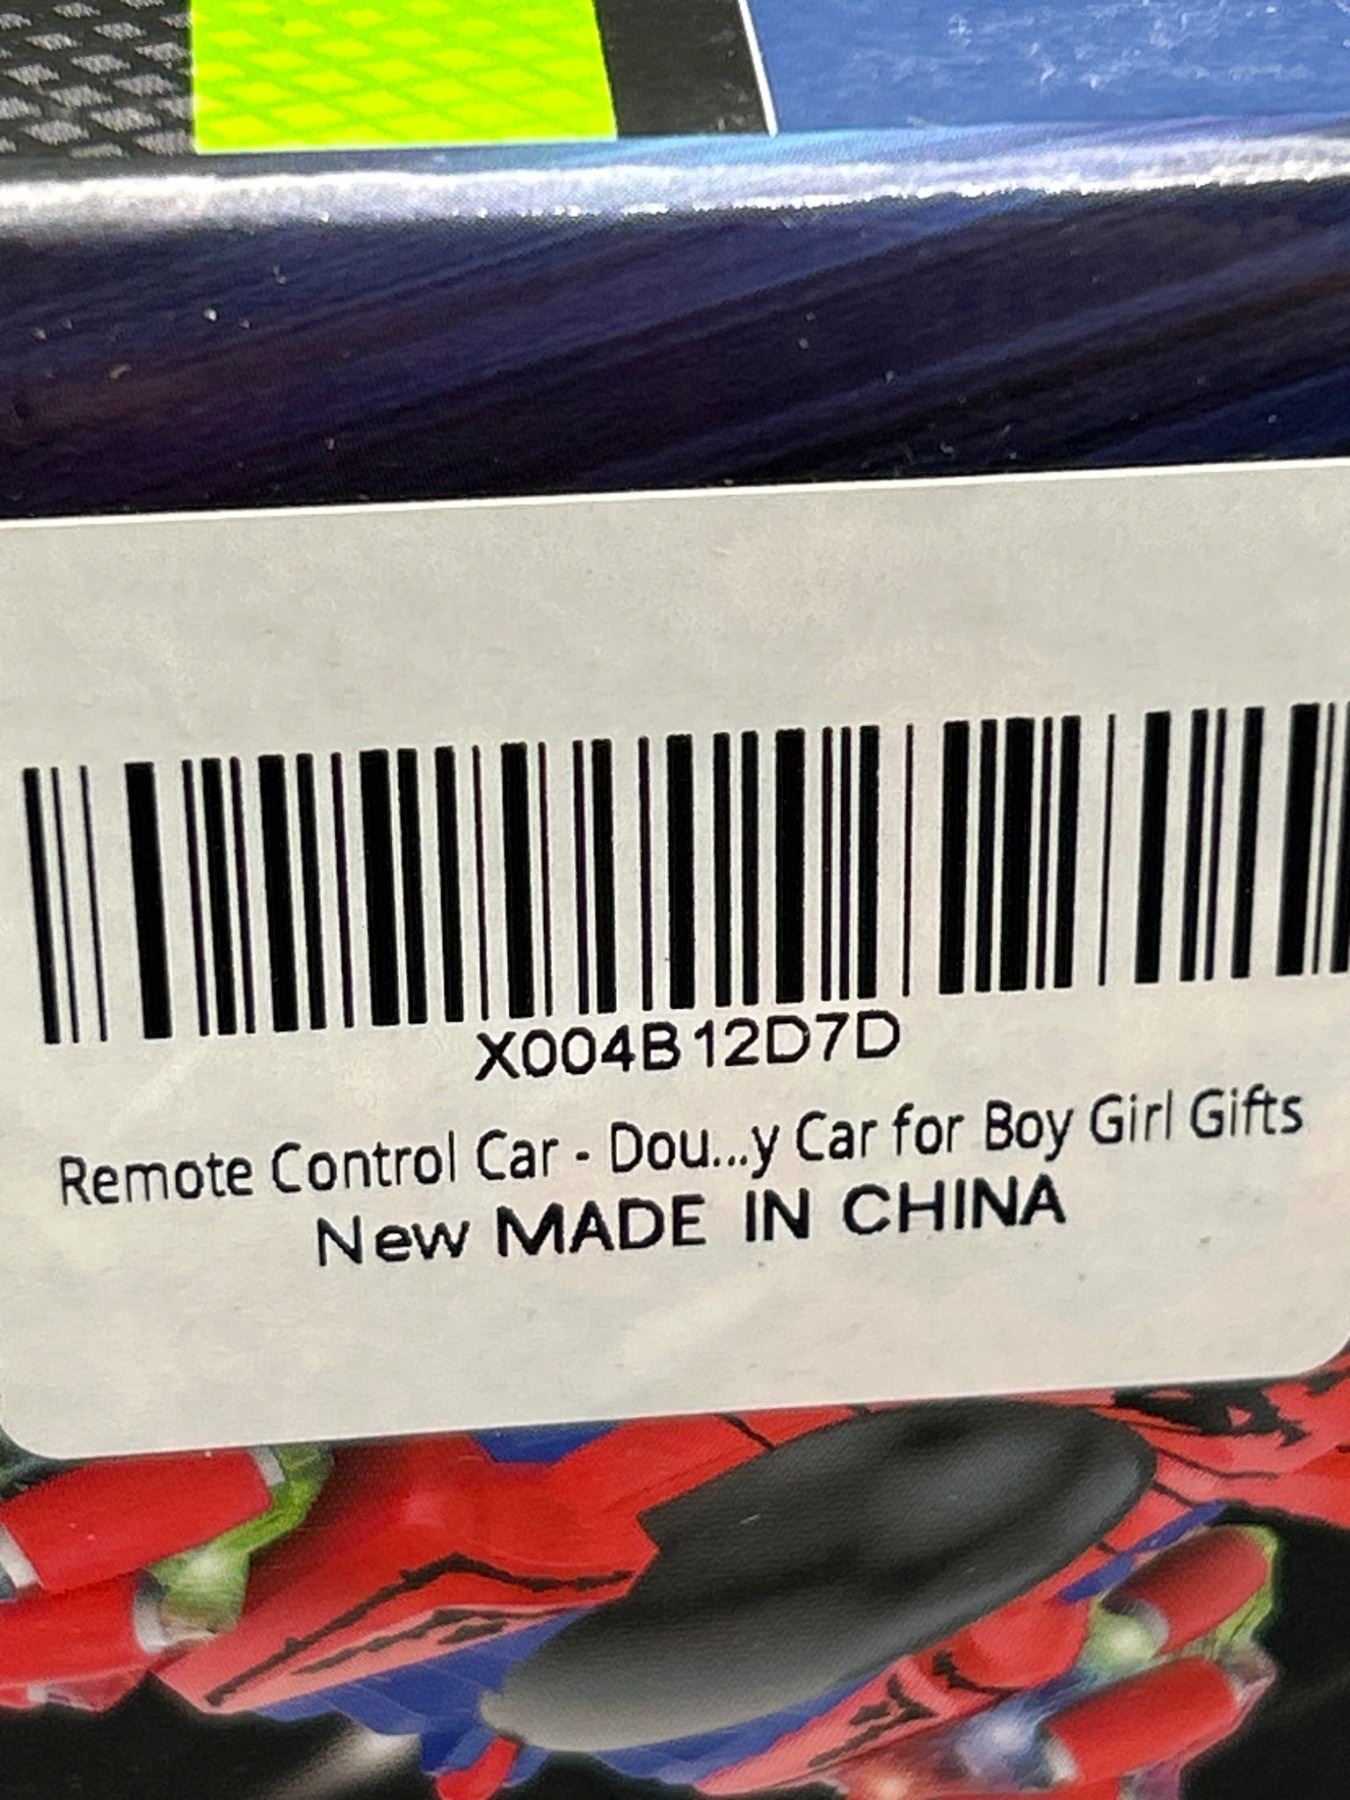 X004B12D7D
Remote Control Car - Dou...y Car for Boy Girl Gifts
New MADE IN CHINA